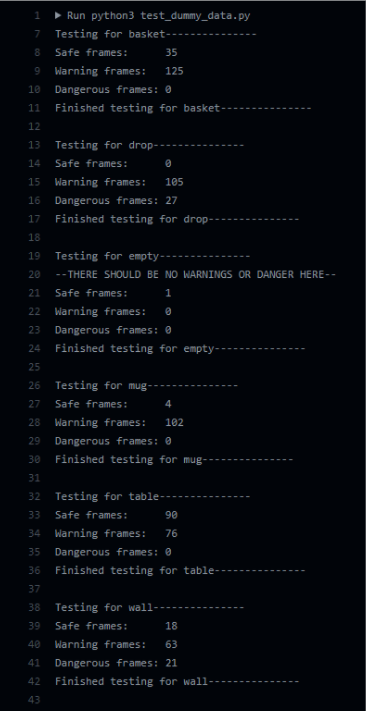 1 ▶ Run python3 test_dummy_data.py
7 Testing for basket---------------
8 Safe frames: 35
9 Warning frames: 125
10 Dangerous frames: 0
11 Finished testing for basket---------------
12
13 Testing for drop---------------
14 Safe frames: 0
15 Warning frames: 105
16 Dangerous frames: 27
17 Finished testing for drop---------------
18
19 Testing for empty---------------
20 --THERE SHOULD BE NO WARNINGS OR DANGER HERE--
21 Safe frames: 1
22 Warning frames: 0
23 Dangerous frames: 0
24 Finished testing for empty---------------
25
26 Testing for mug---------------
27 Safe frames: 4
28 Warning frames: 102
29 Dangerous frames: 0
30 Finished testing for mug---------------
31
32 Testing for table---------------
33 Safe frames: 90
34 Warning frames: 76
35 Dangerous frames: 0
36 Finished testing for table---------------
37
38 Testing for wall---------------
39 Safe frames: 18
40 Warning frames: 63
41 Dangerous frames: 21
42 Finished testing for wall---------------
43